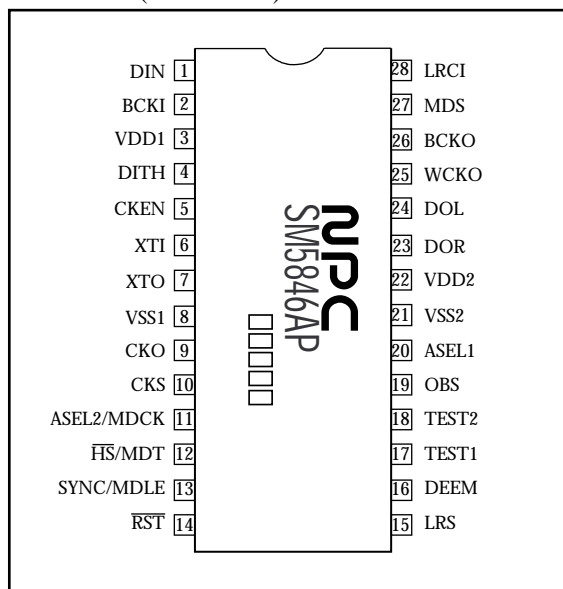 DIN 1
BCKI 2
VDD1 3
DITH 4
CKEN 5
XTI 6
XTO 7
VSS1 8
CKO 9
CKS 10
ASEL2/MDCK 11
HS/MDT 12
SYNC/MDLE 13
RST 14
NPC
SM5846AP
28 LRCI
27 MDS
26 BCKO
25 WCKO
24 DOL
23 DOR
22 VDD2
21 VSS2
20 ASEL1
19 OBS
18 TEST2
17 TEST1
16 DEEM
15 LRS